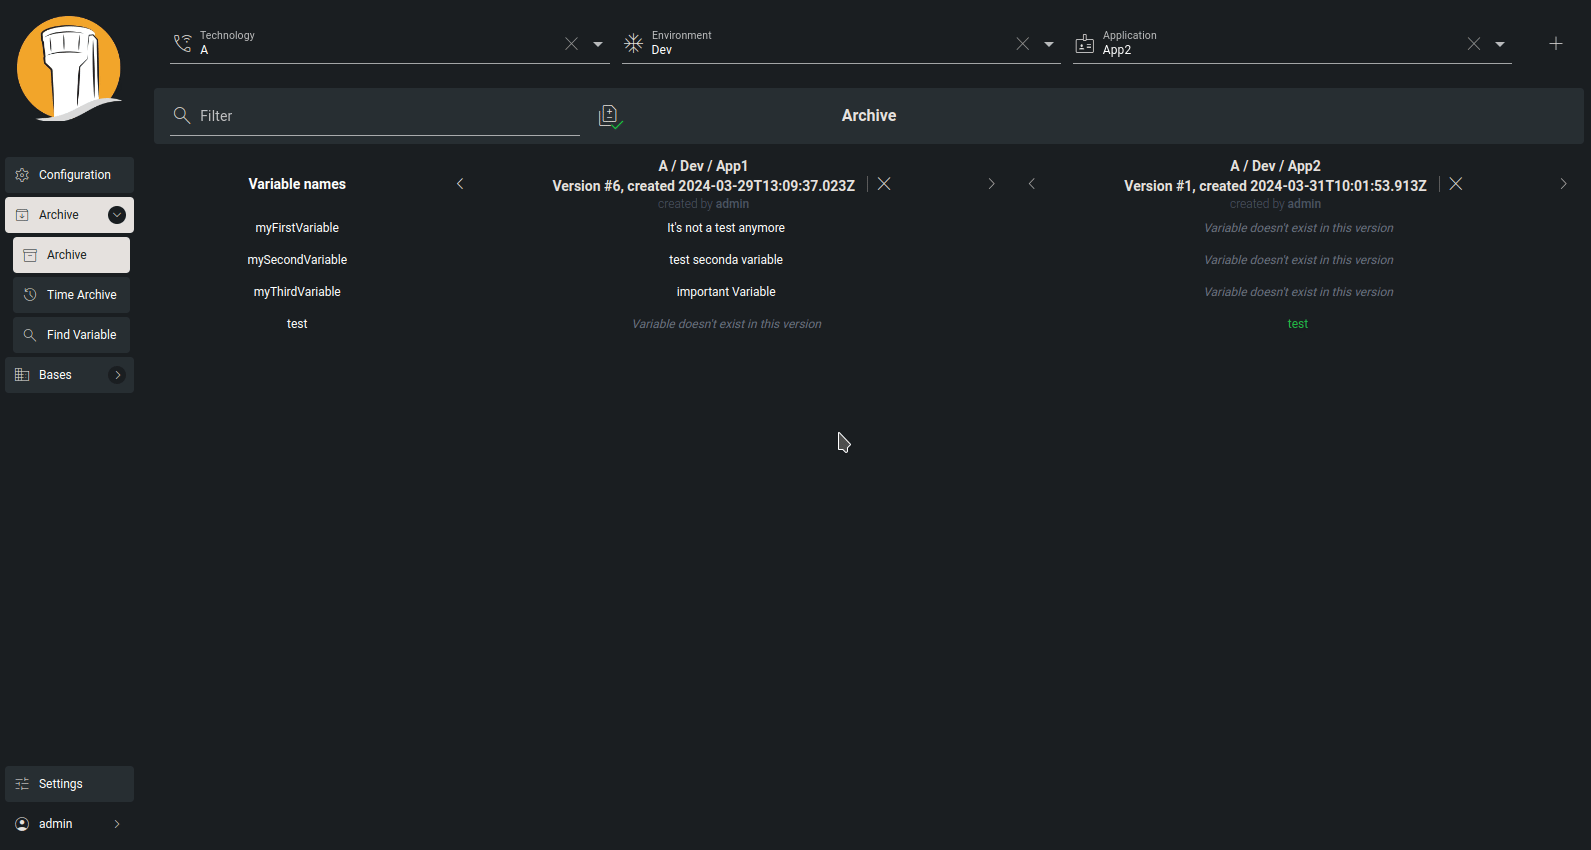 Technology
A
Environment
Dev
Application
App2
Filter
Archive
Configuration
Archive
Archive
Time Archive
Find Variable
Bases
Variable names
A / Dev / App1
Version #6, created 2024-03-29T13:09:37.023Z
created by admin
A / Dev / App2
Version #1, created 2024-03-31T10:01:53.913Z
created by admin
myFirstVariable It's not a test anymore Variable doesn't exist in this version
mySecondVariable test seconda variable Variable doesn't exist in this version
myThirdVariable important Variable Variable doesn't exist in this version
test Variable doesn't exist in this version test
Settings
admin